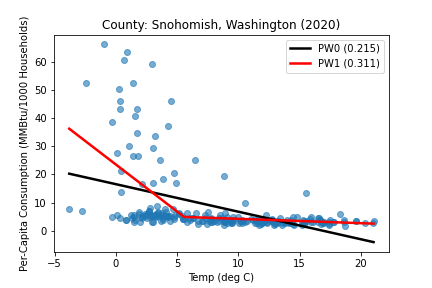 County: Snohomish, Washington (2020)
PW0 (0.215)
PW1 (0.311)
Per-Capita Consumption (MMBtu/1000 Households)
60
50
40
30
20
10
0
−5 0 5 10 15 20
Temp (deg C)